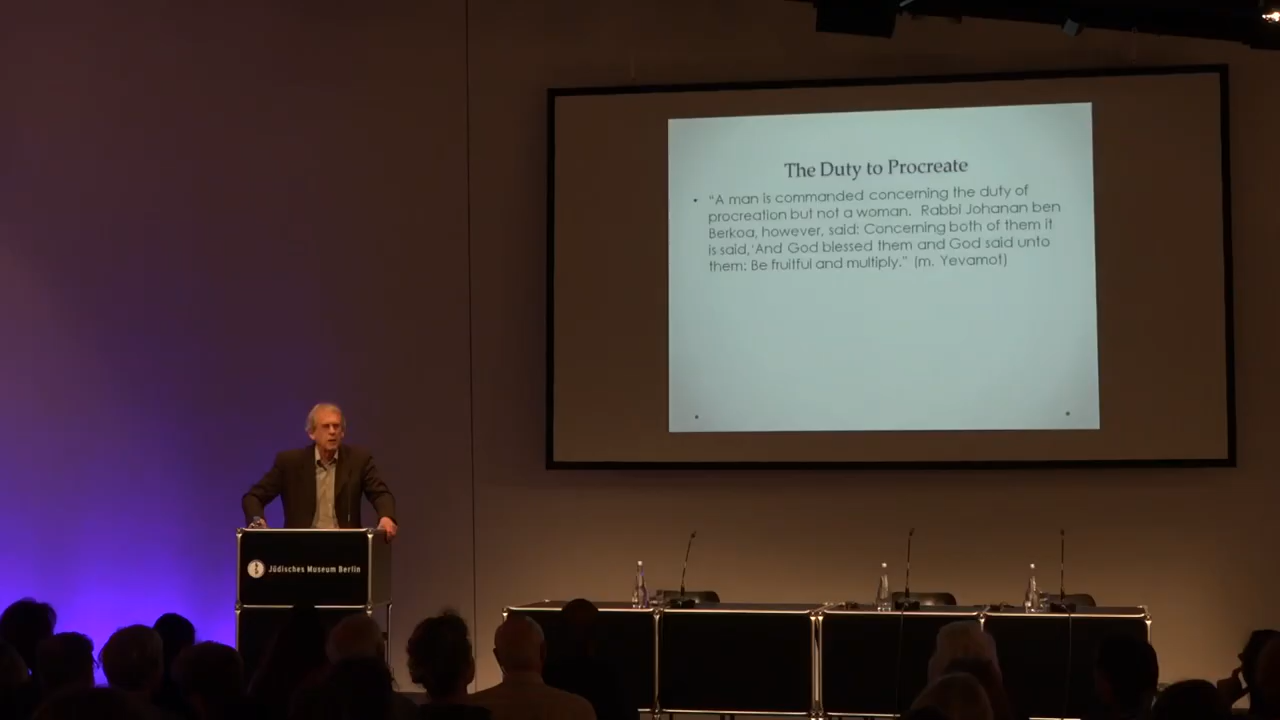 The Duty to Procreate
• “A man is commanded concerning the duty of
procreation but not a woman. Rabbi Johanan ben
Berkoa, however, said: Concerning both of them it
is said, ‘And God blessed them and God said unto
them: Be fruitful and multiply.” (m. Yevamot)
Jüdisches Museum Berlin